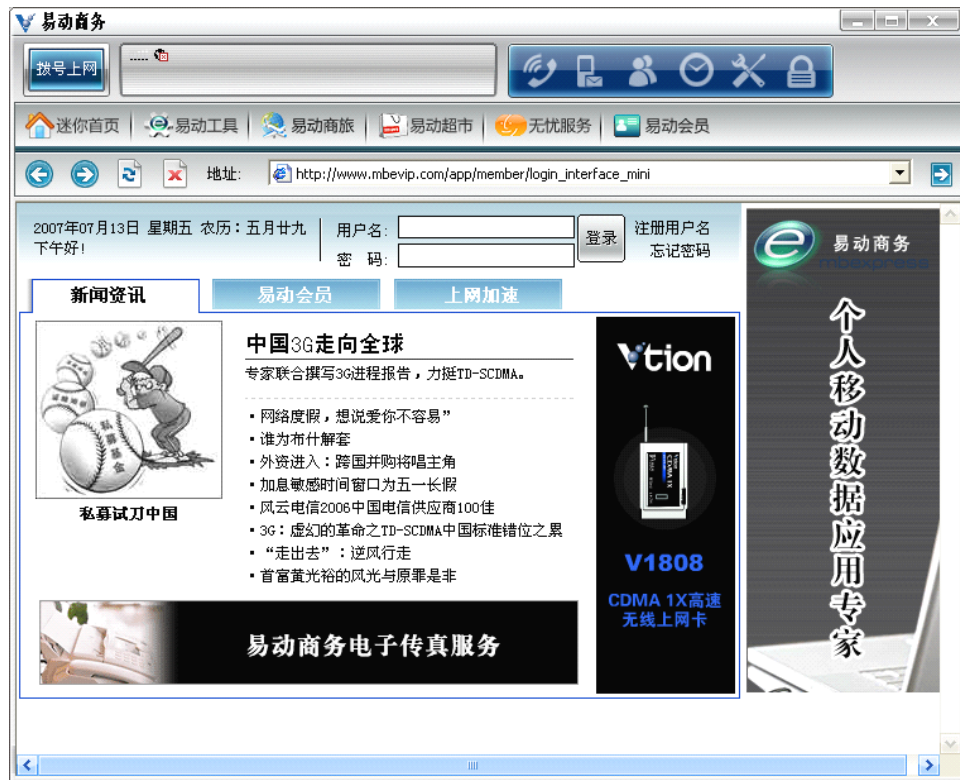 易动商务
拨号上网
.....
迷你首页
易动工具
易动商旅
易动超市
无忧服务
易动会员
地址:
http://www.mbevip.com/app/member/login_interface_mini
2007年07月13日 星期五 农历：五月廿九
下午好!
用户名:
密 码:
登录
注册用户名
忘记密码
新闻资讯
易动会员
上网加速
私募基金
私募试刀中国
中国3G走向全球
专家联合撰写3G进程报告，力挺TD-SCDMA。
·网络度假，想说爱你不容易”
·谁为布什解套
·外资进入：跨国并购将唱主角
·加息敏感时间窗口为五一长假
·风云电信2006中国电信供应商100佳
·3G：虚幻的革命之TD-SCDMA中国标准错位之累
·“走出去”：逆风行走
·首富黄光裕的风光与原罪是非
易动商务电子传真服务
Vtion
V1808
CDMA 1X高速
无线上网卡
易动商务
mbexpress
个人移动数据应用专家